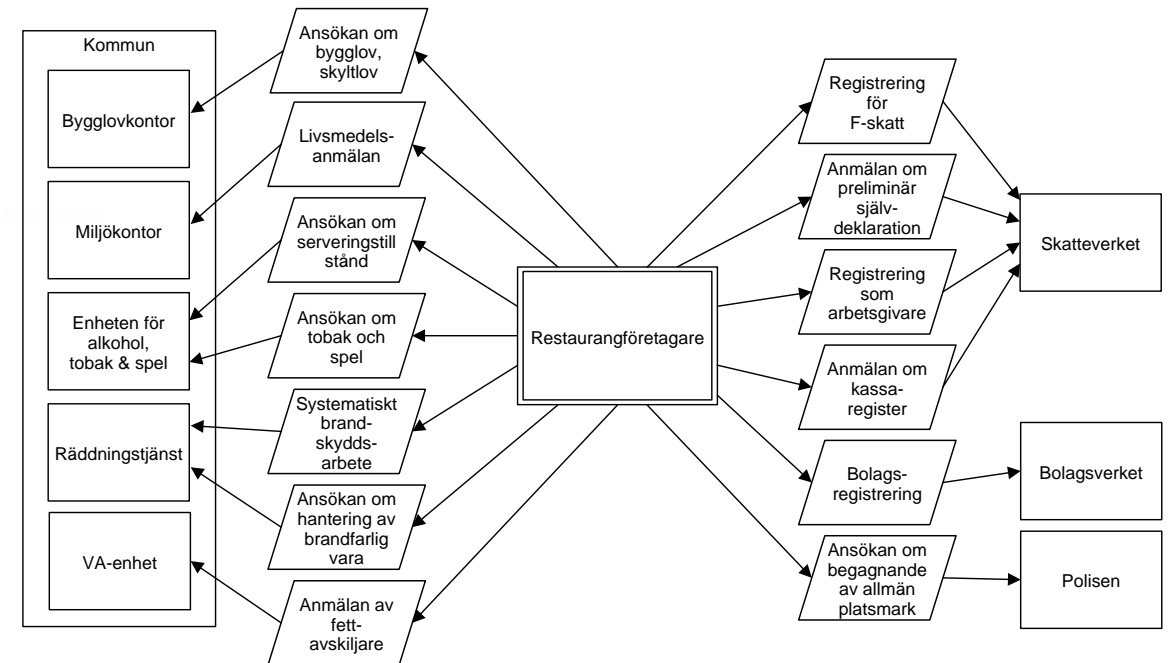 Kommun
Bygglovkontor
Miljökontor
Enheten för
alkohol,
tobak & spel
Räddningstjänst
VA-enhet
Ansökan om
bygglov,
skyltlov
Livsmedels-
anmälan
Ansökan om
serveringstill
stånd
Ansökan om
tobak och
spel
Systematiskt
brand-
skydds-
arbete
Ansökan om
hantering av
brandfarlig
vara
Anmälan av
fett-
avskiljare
Restaurangföretagare
Registrering
för
F-skatt
Anmälan om
preliminär
själv-
deklaration
Registrering
som
arbetsgivare
Anmälan om
kassa-
register
Bolags-
registrering
Ansökan om
begagnande
av allmän
platsmark
Skatteverket
Bolagsverket
Polisen